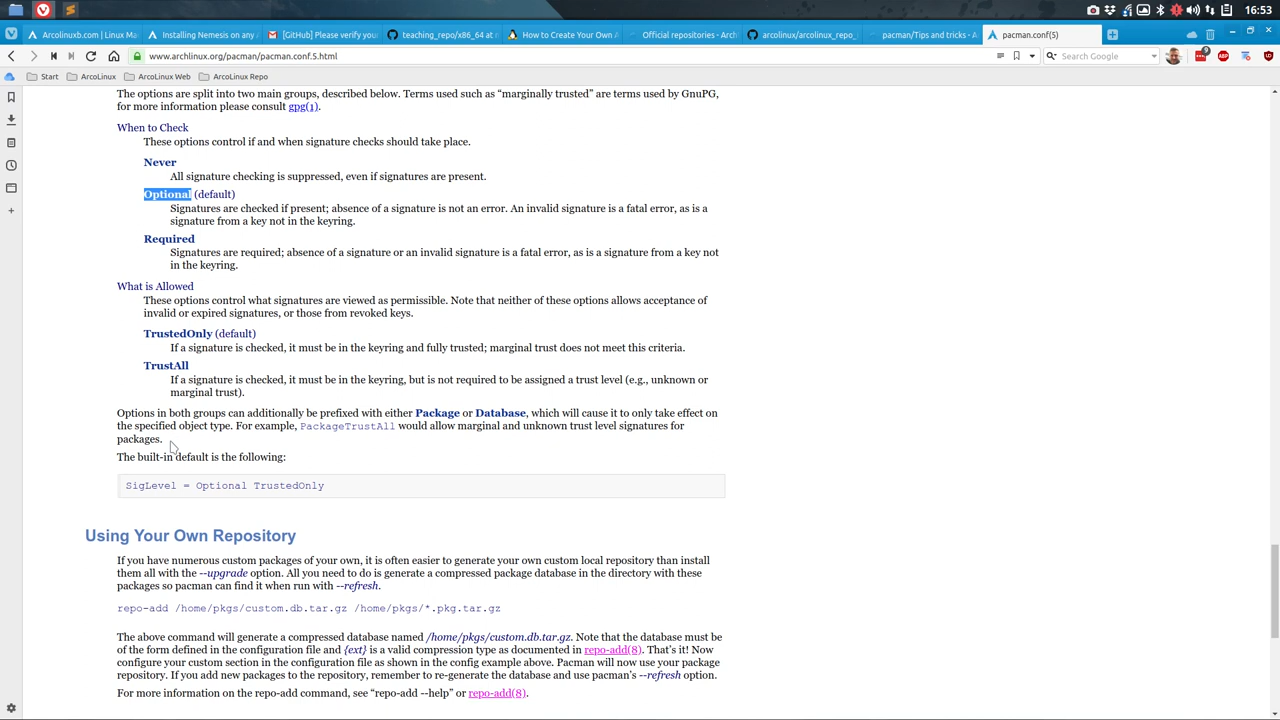 16:53
Arcolinuxb.com | Linux Ma
Installing Nemesis on any A
[GitHub] Please verify your
teaching_repo/x86_64 at s
How to Create Your Own A
Official repositories - Arch
arcolinux/arcolinux_repo_i
pacman/Tips and tricks - A
pacman.conf(5)
www.archlinux.org/pacman/pacman.conf.5.html
Search Google
Start
ArcoLinux
ArcoLinux Web
ArcoLinux Repo
The options are split into two main groups, described below. Terms used such as “marginally trusted” are terms used by GnuPG,
for more information please consult gpg(1).
When to Check
These options control if and when signature checks should take place.
Never
All signature checking is suppressed, even if signatures are present.
Optional (default)
Signatures are checked if present; absence of a signature is not an error. An invalid signature is a fatal error, as is a
signature from a key not in the keyring.
Required
Signatures are required; absence of a signature or an invalid signature is a fatal error, as is a signature from a key not
in the keyring.
What is Allowed
These options control what signatures are viewed as permissible. Note that neither of these options allows acceptance of
invalid or expired signatures, or those from revoked keys.
TrustedOnly (default)
If a signature is checked, it must be in the keyring and fully trusted; marginal trust does not meet this criteria.
TrustAll
If a signature is checked, it must be in the keyring, but is not required to be assigned a trust level (e.g., unknown or
marginal trust).
Options in both groups can additionally be prefixed with either Package or Database, which will cause it to only take effect on
the specified object type. For example, PackageTrustAll would allow marginal and unknown trust level signatures for
packages.
The built-in default is the following:
SigLevel = Optional TrustedOnly
Using Your Own Repository
If you have numerous custom packages of your own, it is often easier to generate your own custom local repository than install
them all with the --upgrade option. All you need to do is generate a compressed package database in the directory with these
packages so pacman can find it when run with --refresh.
repo-add /home/pkgs/custom.db.tar.gz /home/pkgs/*.pkg.tar.gz
The above command will generate a compressed database named /home/pkgs/custom.db.tar.gz. Note that the database must be
of the form defined in the configuration file and {ext} is a valid compression type as documented in repo-add(8). That’s it! Now
configure your custom section in the configuration file as shown in the config example above. Pacman will now use your package
repository. If you add new packages to the repository, remember to re-generate the database and use pacman’s --refresh option.
For more information on the repo-add command, see “repo-add --help” or repo-add(8).